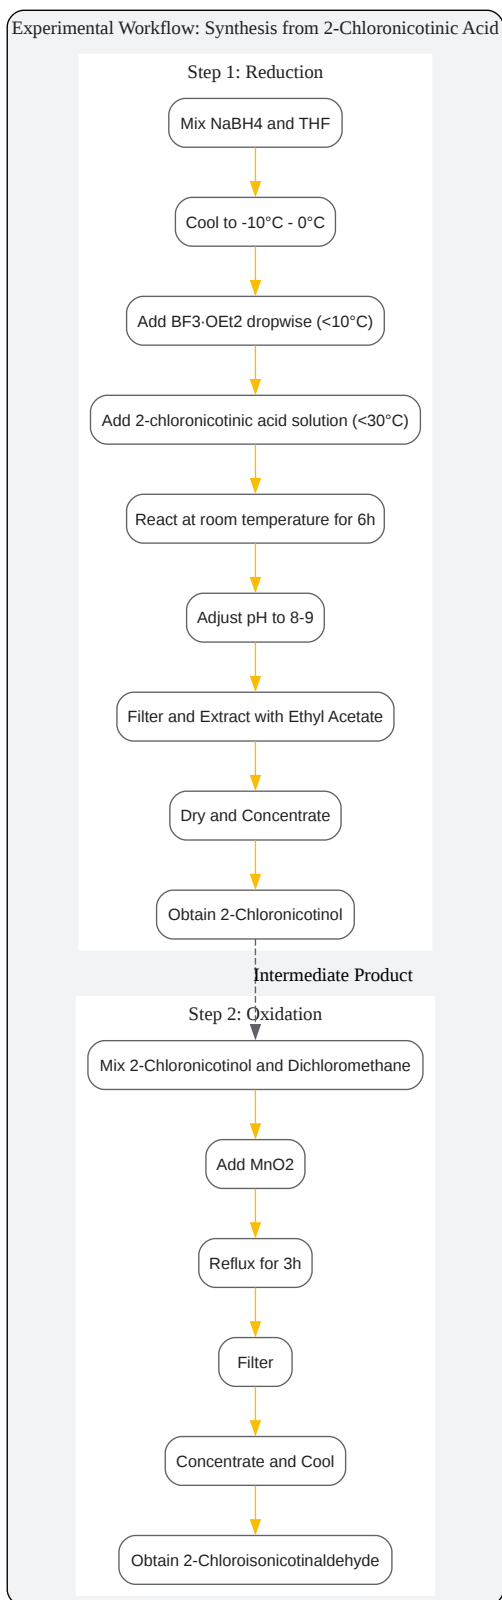 Experimental Workflow: Synthesis from 2-Chloronicotinic Acid
Step 1: Reduction
Mix NaBH4 and THF
Cool to -10°C - 0°C
Add BF3·OEt2 dropwise (<10°C)
Add 2-chloronicotinic acid solution (<30°C)
React at room temperature for 6h
Adjust pH to 8-9
Filter and Extract with Ethyl Acetate
Dry and Concentrate
Obtain 2-Chloronicotinol
Intermediate Product
Step 2: Oxidation
Mix 2-Chloronicotinol and Dichloromethane
Add MnO2
Reflux for 3h
Filter
Concentrate and Cool
Obtain 2-Chloroisonicotinaldehyde